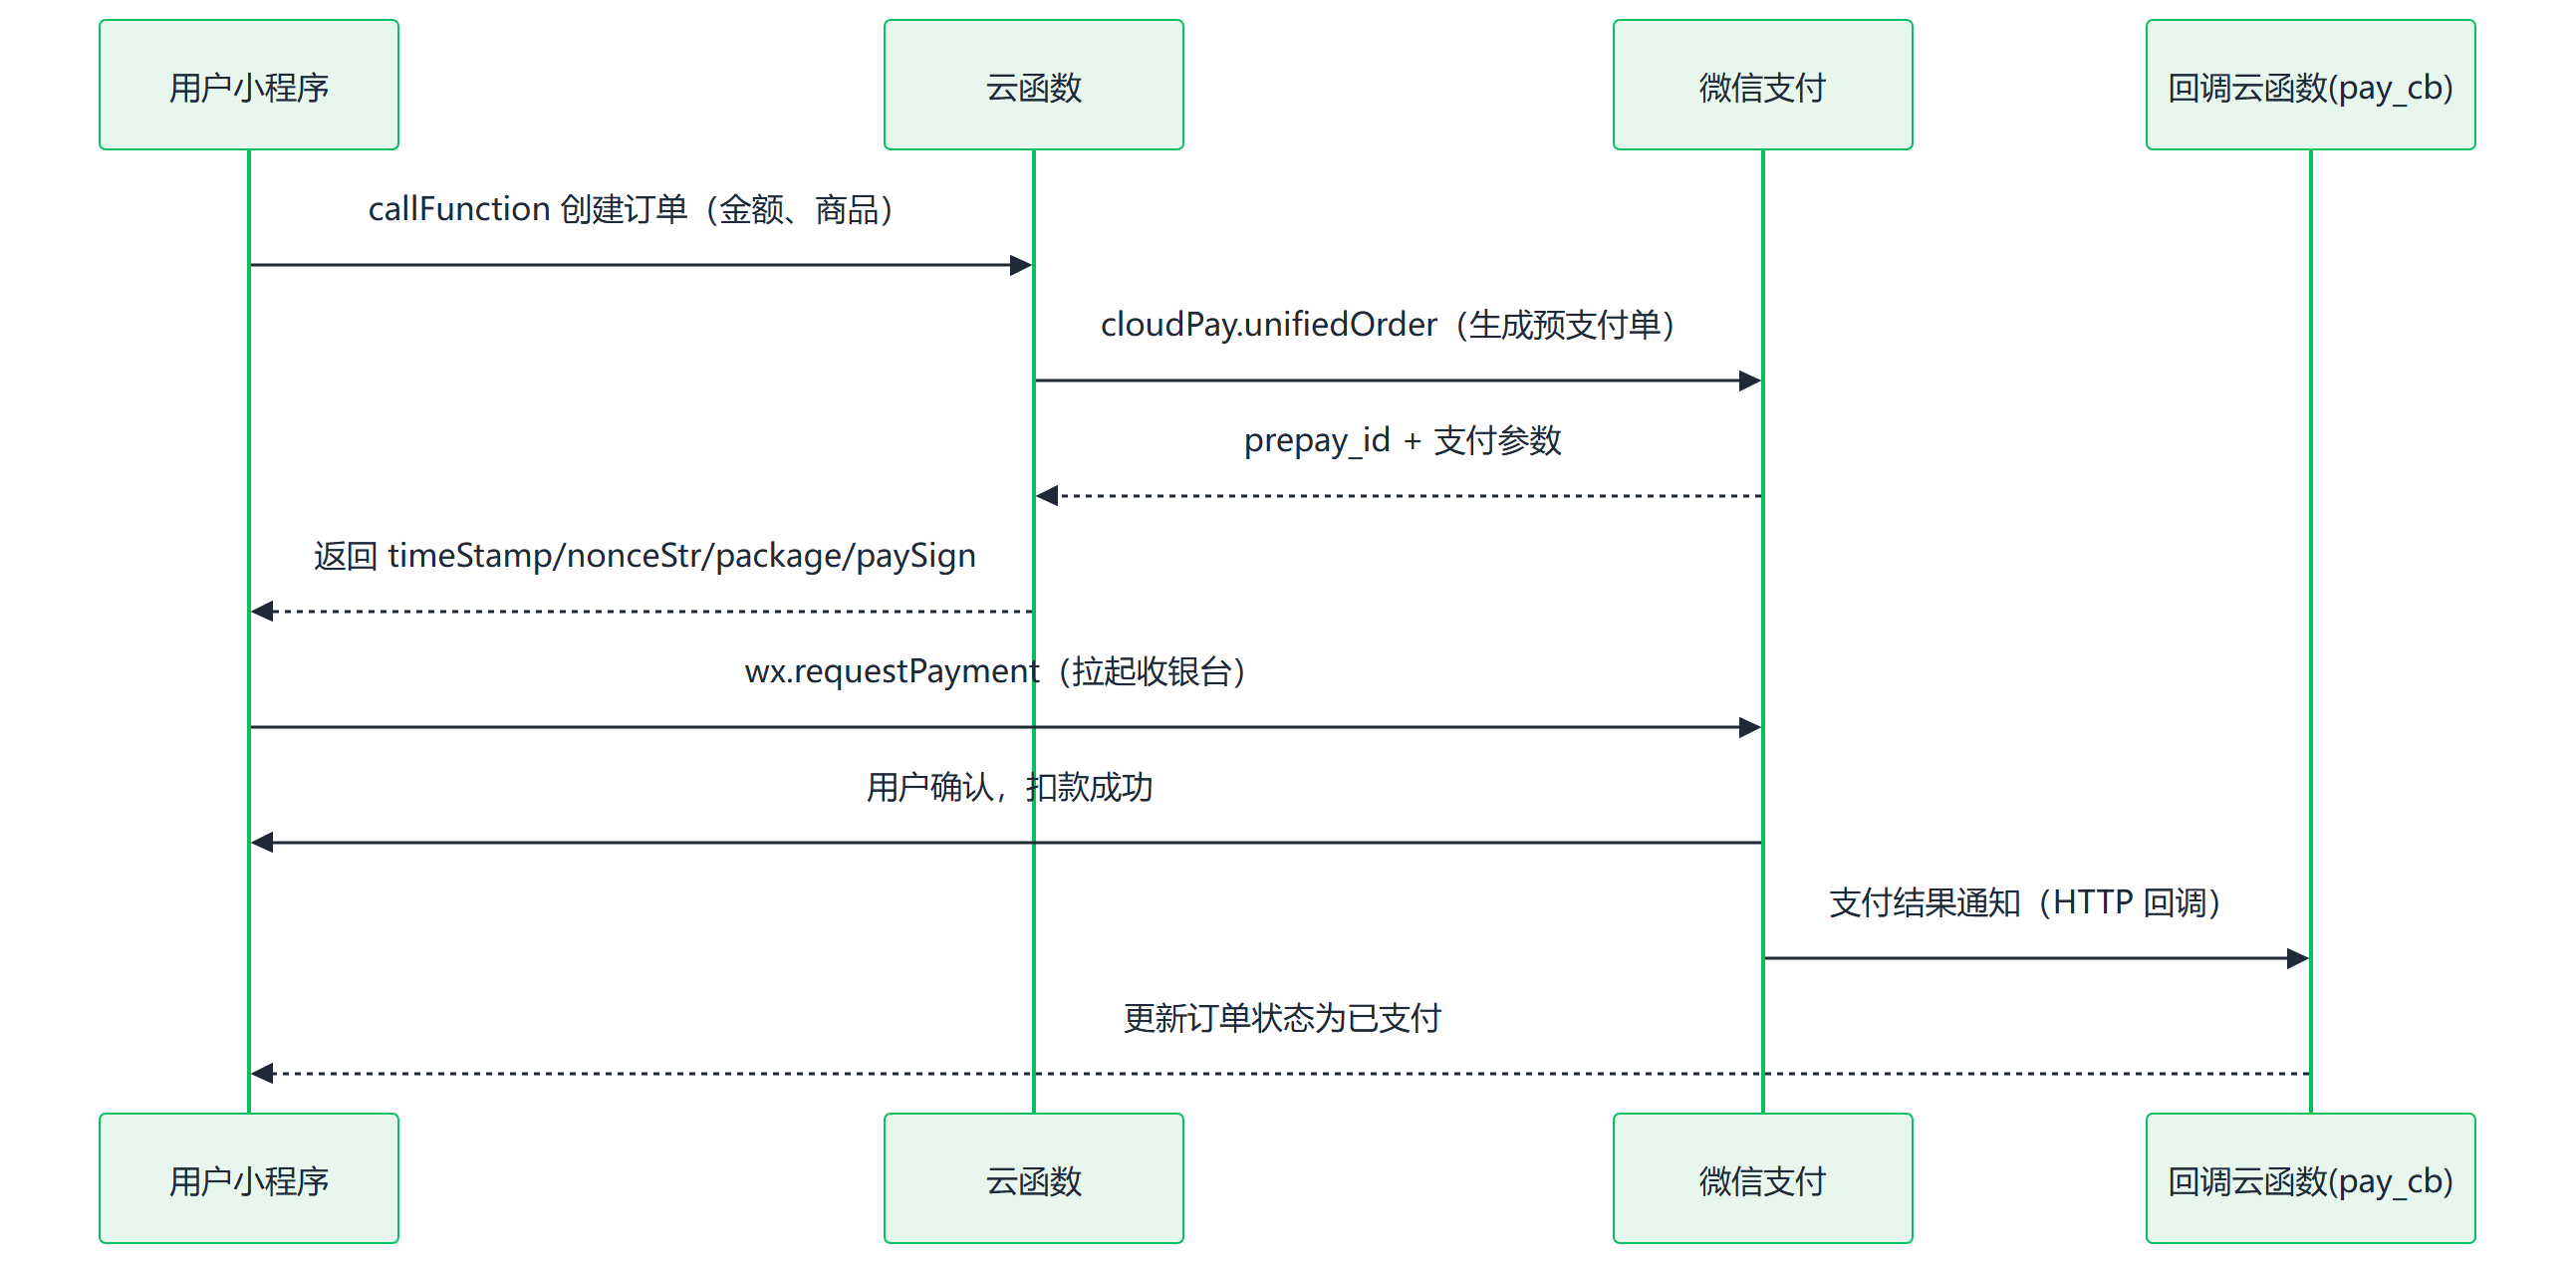 用户小程序
云函数
微信支付
回调云函数(pay_cb)
callFunction 创建订单（金额、商品）
cloudPay.unifiedOrder（生成预支付单）
prepay_id + 支付参数
返回 timeStamp/nonceStr/package/paySign
wx.requestPayment（拉起收银台）
用户确认，扣款成功
支付结果通知（HTTP 回调）
更新订单状态为已支付
用户小程序
云函数
微信支付
回调云函数(pay_cb)